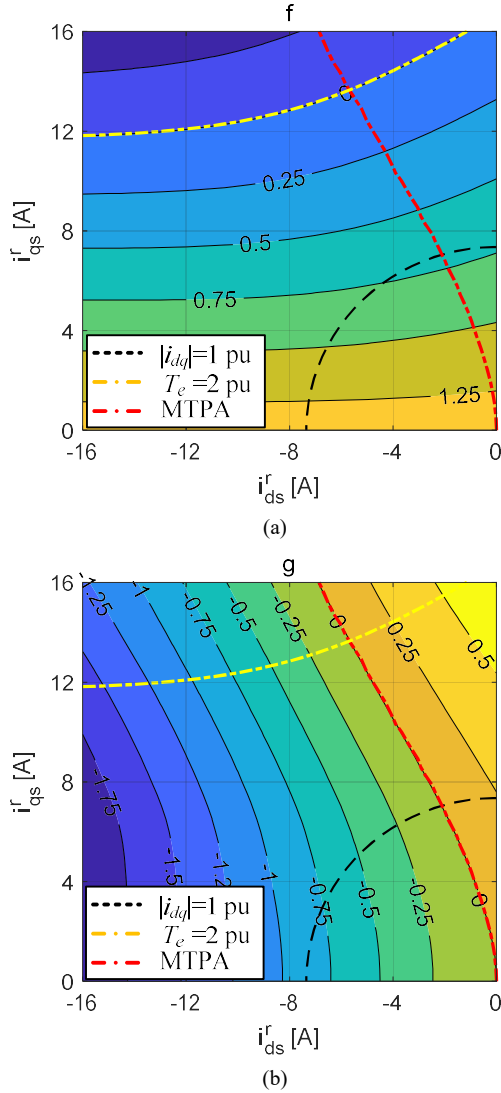 f
16
12
8
4
0
i^r_qs [A]
0
0.25
0.5
0.75
1.25
|i_dq|=1 pu
T_e=2 pu
MTPA
-16
-12
-8
-4
0
i^r_ds [A]
(a)
g
16
12
8
4
0
i^r_qs [A]
-1.25
-1
-0.75
-0.5
-0.25
0
0.25
0.5
-1.75
-1.5
-1.2
-1
-0.75
-0.5
-0.25
0
|i_dq|=1 pu
T_e=2 pu
MTPA
-16
-12
-8
-4
0
i^r_ds [A]
(b)